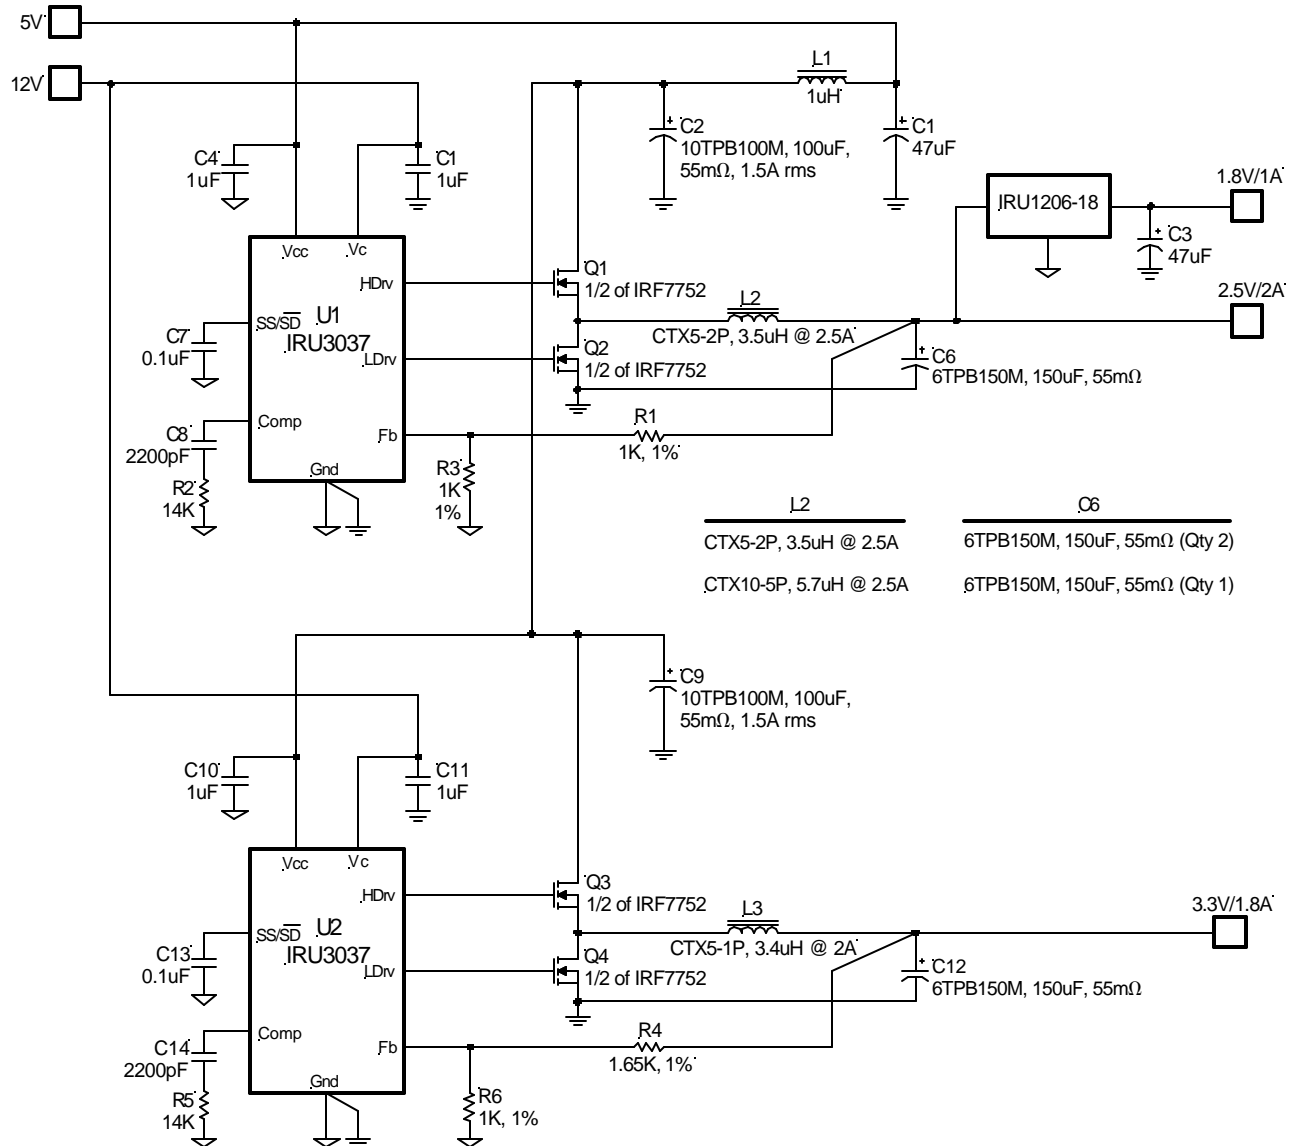 5V
12V
L1
1uH
C2
10TPB100M, 100uF,
55mΩ, 1.5A rms
C1
47uF
C4
1uF
C1
1uF
IRU1206-18
1.8V/1A
C3
47uF
Vcc
Vc
HDrv
Q1
1/2 of IRF7752
L2
CTX5-2P, 3.5uH @ 2.5A
2.5V/2A
SS/SD
U1
IRU3037
C7
0.1uF
LDrv
Q2
1/2 of IRF7752
C6
6TPB150M, 150uF, 55mΩ
Comp
Fb
R1
1K, 1%
C8
2200pF
Gnd
R2
14K
R3
1K
1%
L2
C6
CTX5-2P, 3.5uH @ 2.5A
6TPB150M, 150uF, 55mΩ (Qty 2)
CTX10-5P, 5.7uH @ 2.5A
6TPB150M, 150uF, 55mΩ (Qty 1)
C9
10TPB100M, 100uF,
55mΩ, 1.5A rms
C10
1uF
C11
1uF
Vcc
Vc
HDrv
Q3
1/2 of IRF7752
L3
CTX5-1P, 3.4uH @ 2A
3.3V/1.8A
SS/SD
U2
IRU3037
C13
0.1uF
LDrv
Q4
1/2 of IRF7752
C12
6TPB150M, 150uF, 55mΩ
Comp
Fb
R4
1.65K, 1%
C14
2200pF
Gnd
R5
14K
R6
1K, 1%